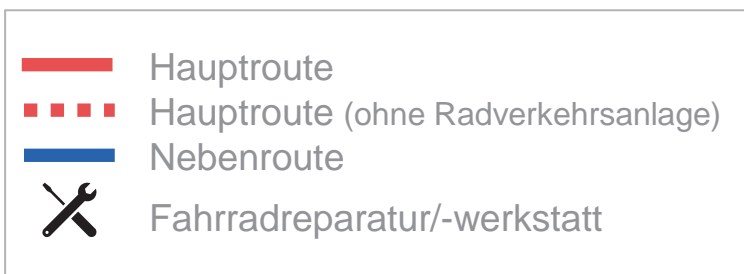 Hauptroute
Hauptroute (ohne Radverkehrsanlage)
Nebenroute
Fahrradreparatur/-werkstatt